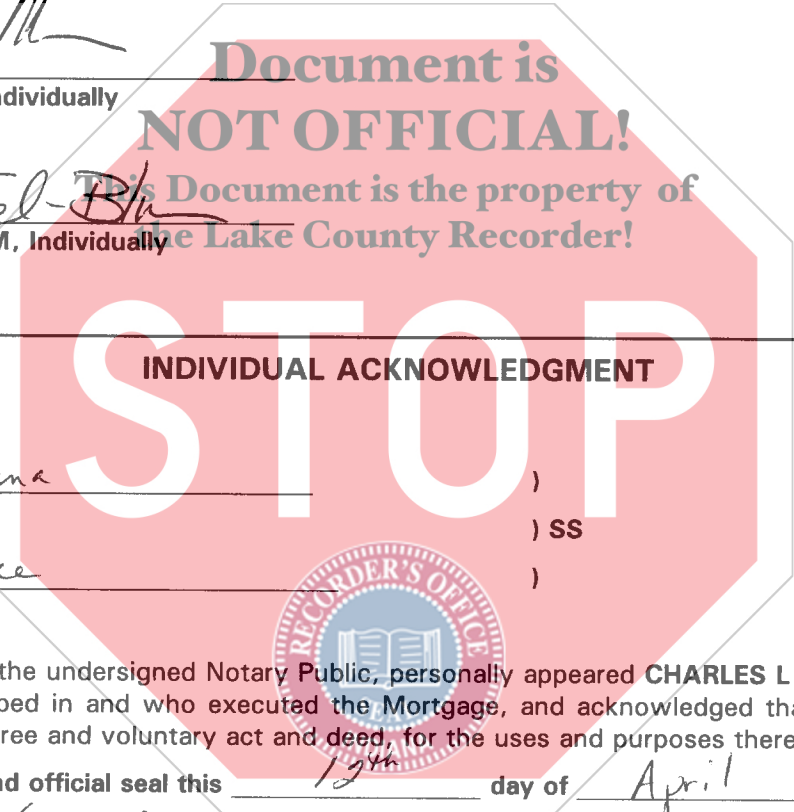 Document is
ndividually
NOT OFFICIAL!
This Document is the property of
M, Individually
the Lake County Recorder!
STOP
INDIVIDUAL ACKNOWLEDGMENT
na )
) SS
ke )
RECORDER'S OFFICE
the undersigned Notary Public, personally appeared CHARLES L
bed in and who executed the Mortgage, and acknowledged tha
ree and voluntary act and deed, for the uses and purposes there
nd official seal this 12th day of April